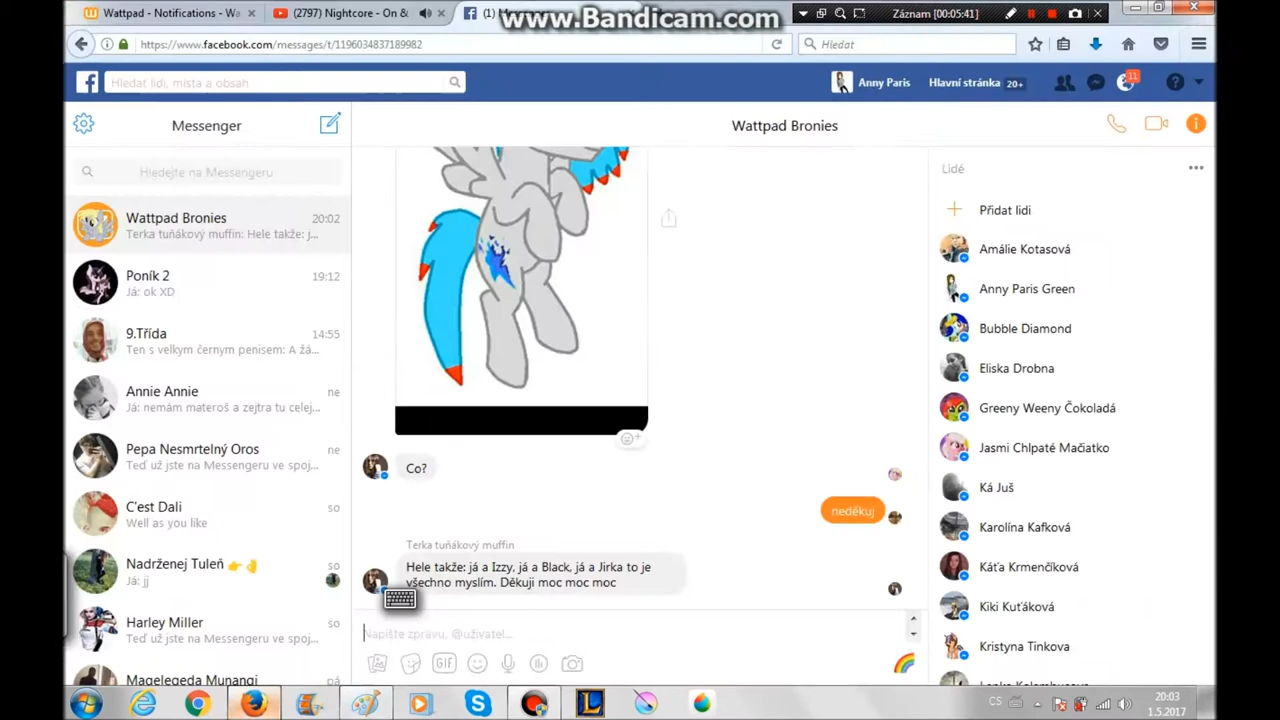 www.Bandicam.com
Wattpad - Notifications - Wa
(2797) Nightcore - On &
Záznam [00:05:41]
https://www.facebook.com/messages/t/1196034837189982
Hledat
Hledat lidi, místa a obsah
Anny Paris
Hlavní stránka 20+
11
Messenger
Wattpad Bronies
Hledejte na Messengeru
Lidé
Přidat lidi
Wattpad Bronies 20:02
Terka tuňákový muffin: Hele takže: j...
Poník 2 19:12
Já: ok XD
9.Třída 14:55
Ten s velkym černym penisem: A žá...
Annie Annie ne
Já: nemám materoš a zejtra tu celej...
Pepa Nesmrtelný Oros ne
Teď už jste na Messengeru ve spoj...
C'est Dali so
Well as you like
Nadrženej Tuleň so
Já: jj
Harley Miller so
Teď už jste na Messengeru ve spoj...
Magelegeda Munangi
Co?
neděkuj
Terka tuňákový muffin
Hele takže: já a Izzy, já a Black, já a Jirka to je
všechno myslím. Děkuji moc moc moc
Napište zprávu, @uživatel...
GIF
Amálie Kotasová
Anny Paris Green
Bubble Diamond
Eliska Drobna
Greeny Weeny Čokoladá
Jasmi Chlpaté Mačiatko
Ká Juš
Karolína Kafková
Káťa Krmenčíková
Kiki Kuťáková
Kristyna Tinkova
CS
20:03
1.5.2017